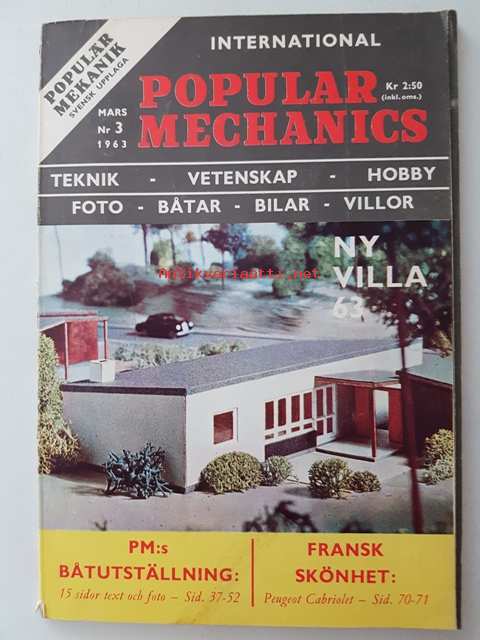 POPULÄR
MEKANIK
SVENSK UPPLAGA
INTERNATIONAL
MARS
Nr 3
1963
POPULAR
MECHANICS
Kr 2:50
(inkl. oms.)
TEKNIK - VETENSKAP - HOBBY
FOTO - BÅTAR - BILAR - VILLOR
NY
VILLA
63
Antikvariaatti.net
PM:s
BÅTUTSTÄLLNING:
15 sidor text och foto – Sid. 37-52
FRANSK
SKÖNHET:
Peugeot Cabriolet – Sid. 70-71